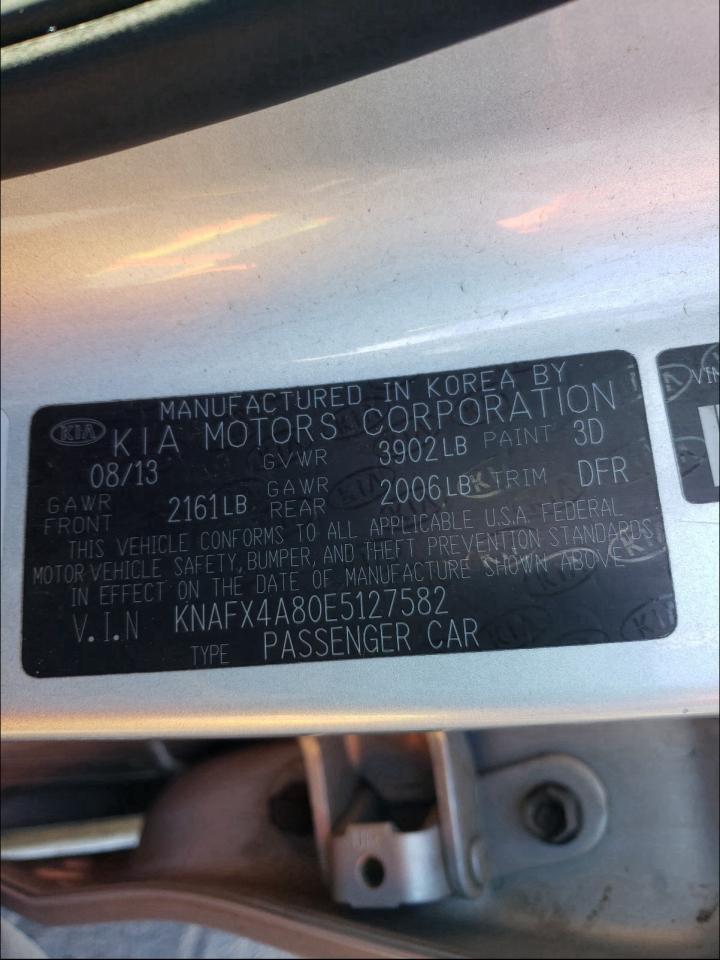 MANUFACTURED IN KOREA BY
KIA KIA MOTORS CORPORATION
08/13 GVWR 3902LB PAINT 3D
GAWR FRONT 2161LB GAWR REAR 2006LB TRIM DFR
THIS VEHICLE CONFORMS TO ALL APPLICABLE U.S.A. FEDERAL
MOTOR VEHICLE SAFETY, BUMPER, AND THEFT PREVENTION STANDARDS
IN EFFECT ON THE DATE OF MANUFACTURE SHOWN ABOVE
V.I.N KNAFX4A80E5127582
TYPE PASSENGER CAR
VIN